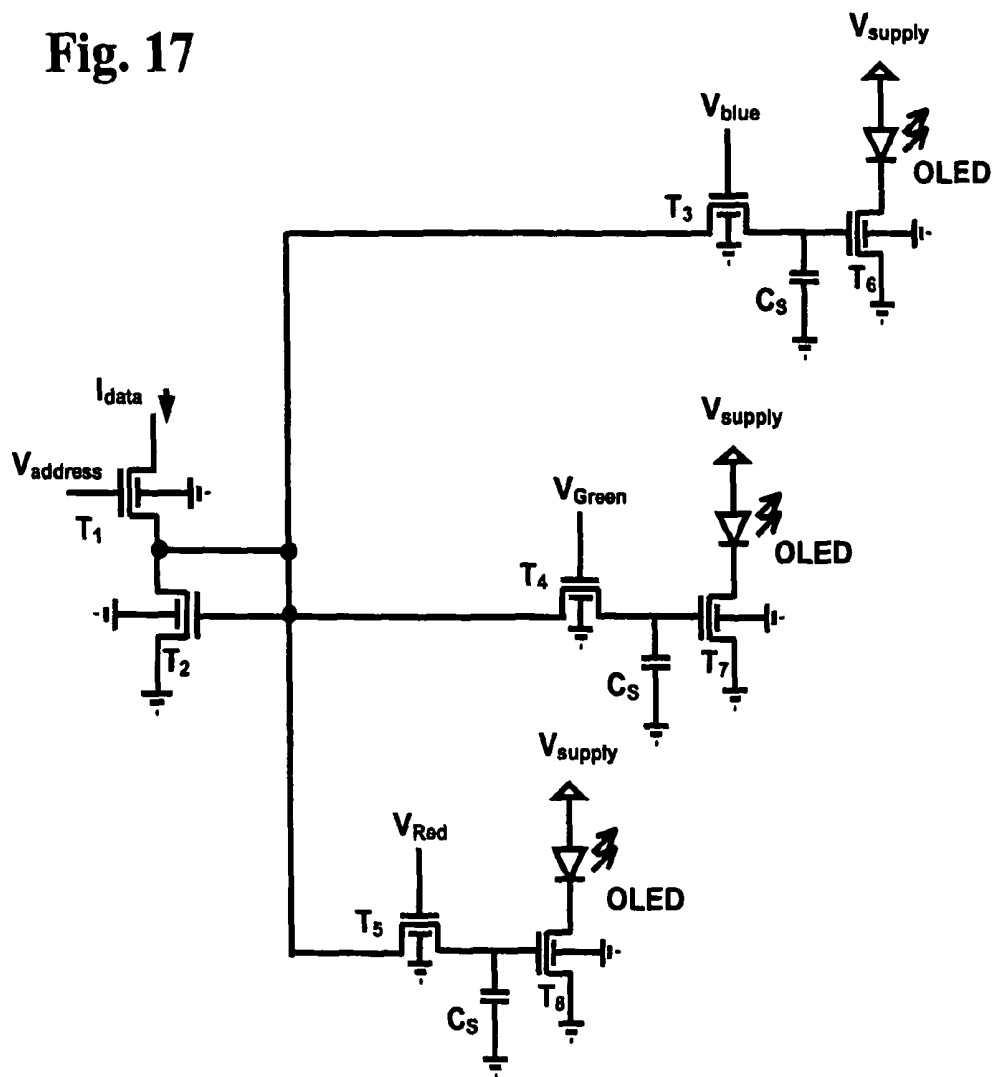 Fig. 17
Vsupply
Vblue
OLED
T3
T6
CS
Idata
Vaddress
T1
T2
Vsupply
VGreen
OLED
T4
T7
CS
Vsupply
VRed
OLED
T5
T8
CS